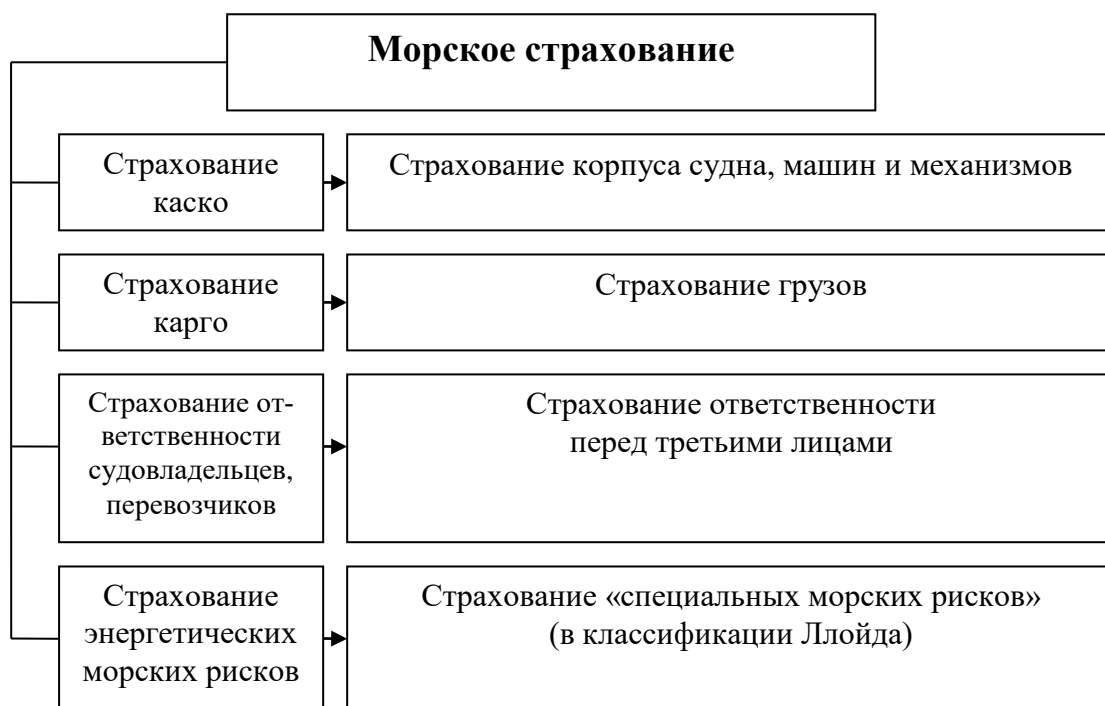 Морское страхование
Страхование
каско
Страхование корпуса судна, машин и механизмов
Страхование
карго
Страхование грузов
Страхование от-
ветственности
судовладельцев,
перевозчиков
Страхование ответственности
перед третьими лицами
Страхование
энергетических
морских рисков
Страхование «специальных морских рисков»
(в классификации Ллойда)